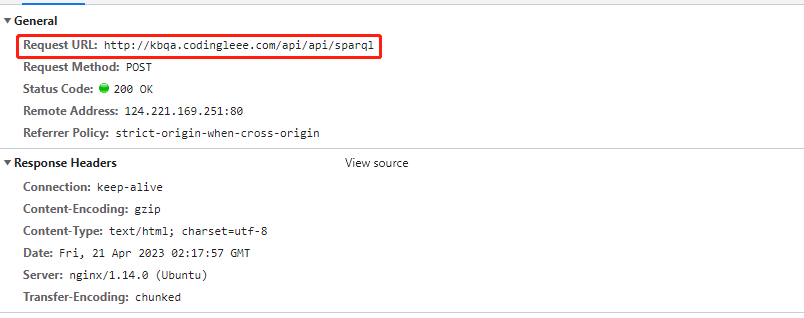 General
Request URL: http://kbqa.codingleee.com/api/api/sparql
Request Method: POST
Status Code: 200 OK
Remote Address: 124.221.169.251:80
Referrer Policy: strict-origin-when-cross-origin
Response Headers View source
Connection: keep-alive
Content-Encoding: gzip
Content-Type: text/html; charset=utf-8
Date: Fri, 21 Apr 2023 02:17:57 GMT
Server: nginx/1.14.0 (Ubuntu)
Transfer-Encoding: chunked